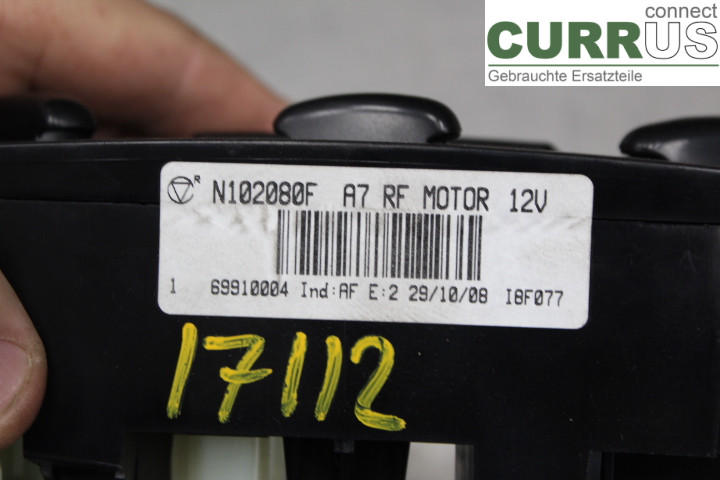 connect
CURRUS
Gebrauchte Ersatzteile
R N102080F A7 RF MOTOR 12V
1 69910004 Ind:AF E:2 29/10/08 I8F077
17112